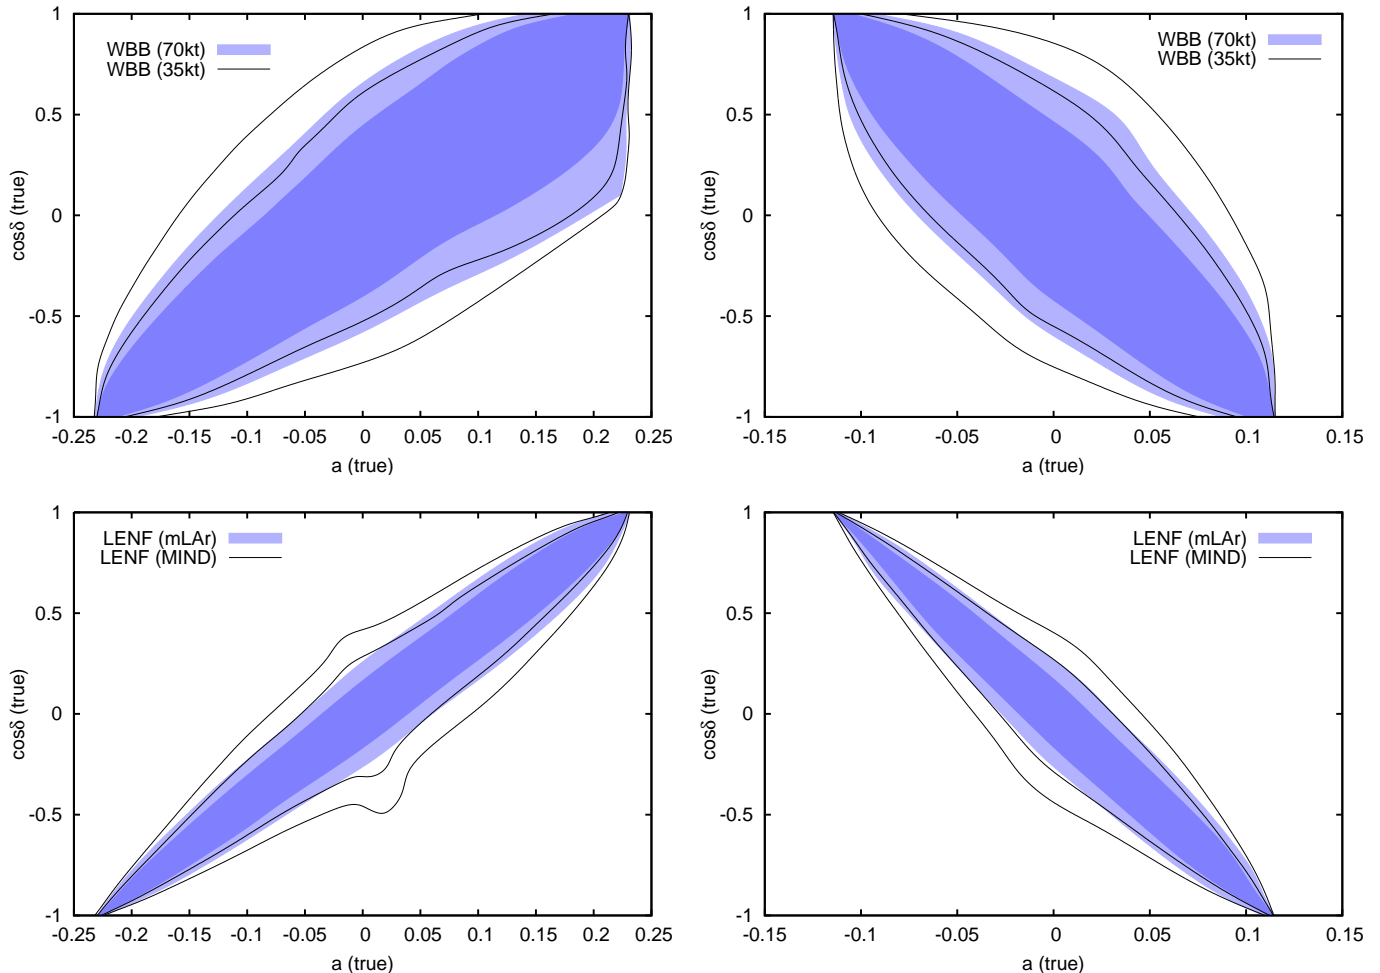 WBB (70kt)
WBB (35kt)
cosδ (true)
1
0.5
0
-0.5
-1
-0.25 -0.2 -0.15 -0.1 -0.05 0 0.05 0.1 0.15 0.2 0.25
a (true)
WBB (70kt)
WBB (35kt)
cosδ (true)
1
0.5
0
-0.5
-1
-0.15 -0.1 -0.05 0 0.05 0.1 0.15
a (true)
LENF (mLAr)
LENF (MIND)
cosδ (true)
1
0.5
0
-0.5
-1
-0.25 -0.2 -0.15 -0.1 -0.05 0 0.05 0.1 0.15 0.2 0.25
a (true)
LENF (mLAr)
LENF (MIND)
cosδ (true)
1
0.5
0
-0.5
-1
-0.15 -0.1 -0.05 0 0.05 0.1 0.15
a (true)